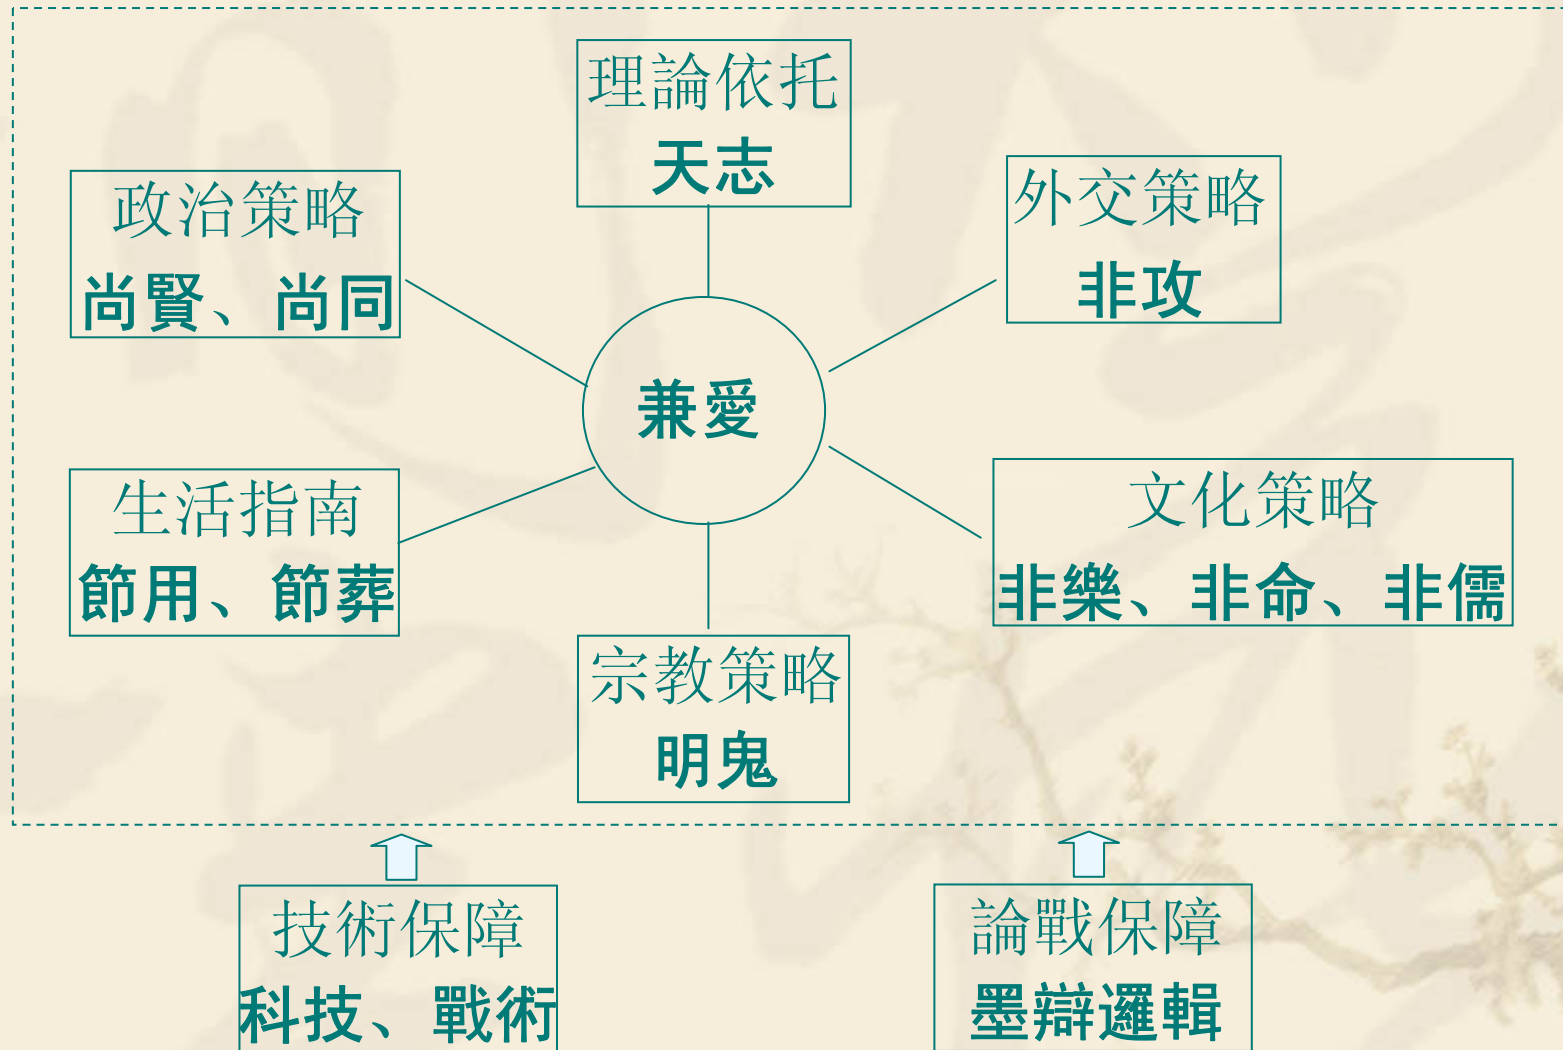 理論依托
天志
政治策略
尚賢、尚同
外交策略
非攻
兼愛
生活指南
節用、節葬
文化策略
非樂、非命、非儒
宗教策略
明鬼
技術保障
科技、戰術
論戰保障
墨辯邏輯